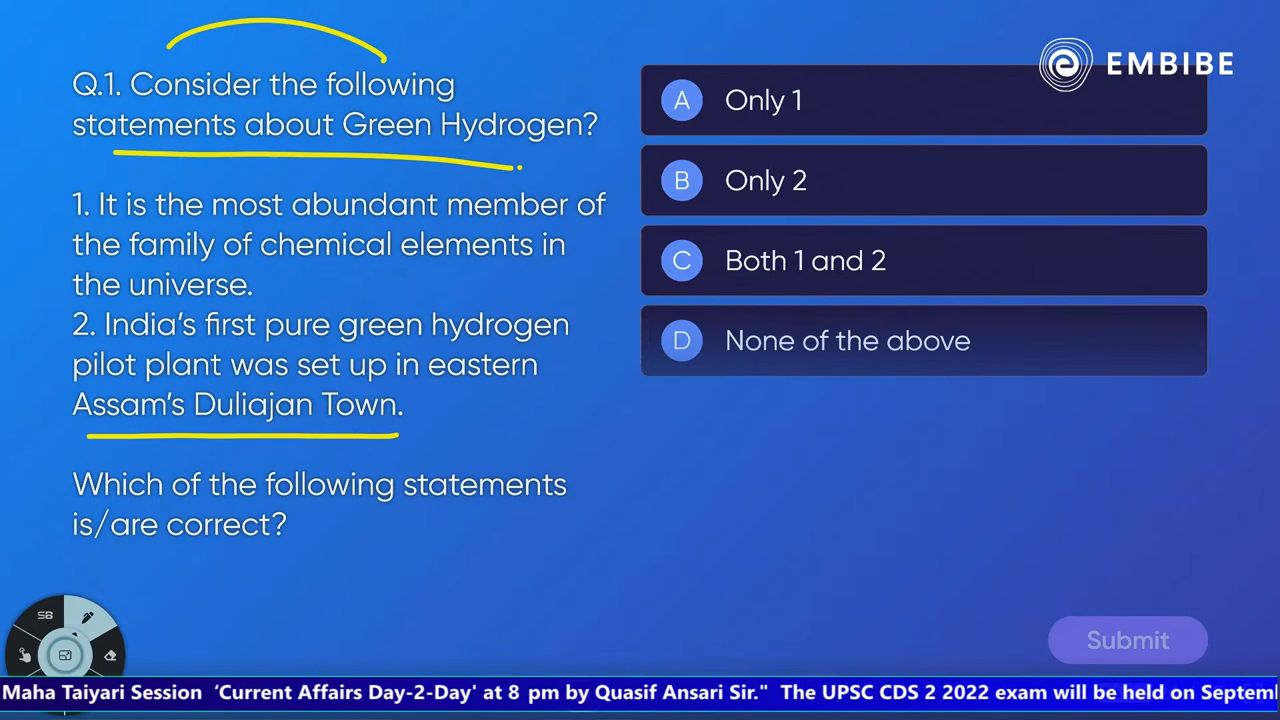 EMBIBE
Q.1. Consider the following
statements about Green Hydrogen?
1. It is the most abundant member of
the family of chemical elements in
the universe.
2. India's first pure green hydrogen
pilot plant was set up in eastern
Assam's Duliajan Town.
Which of the following statements
is/are correct?
A Only 1
B Only 2
C Both 1 and 2
D None of the above
SB
Submit
Maha Taiyari Session ‘Current Affairs Day-2-Day' at 8 pm by Quasif Ansari Sir." The UPSC CDS 2 2022 exam will be held on Septem